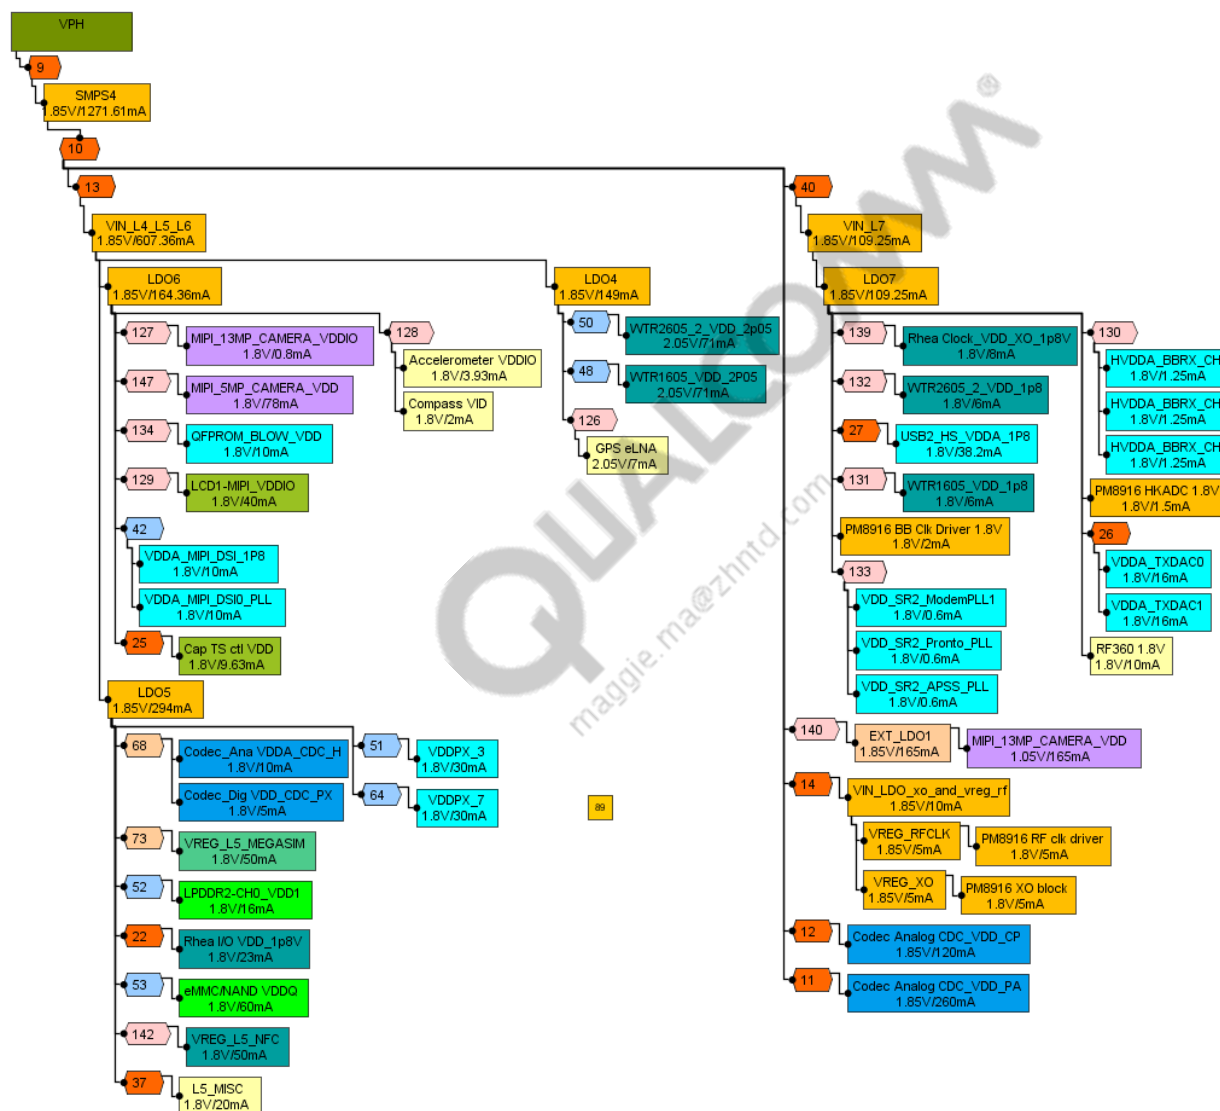 VPH
9
SMPS4
1.85V/1271.61mA
10
13
40
VIN_L4_L5_L6
1.85V/607.36mA
VIN_L7
1.85V/109.25mA
LDO6
1.85V/164.36mA
LDO4
1.85V/149mA
LDO7
1.85V/109.25mA
127
MIPI_13MP_CAMERA_VDDIO
1.8V/0.8mA
147
MIPI_5MP_CAMERA_VDD
1.8V/78mA
134
QFPROM_BLOW_VDD
1.8V/10mA
129
LCD1-MIPI_VDDIO
1.8V/40mA
42
VDDA_MIPI_DSI_1P8
1.8V/10mA
VDDA_MIPI_DSI0_PLL
1.8V/10mA
25
Cap TS ctl VDD
1.8V/9.63mA
128
Accelerometer VDDIO
1.8V/3.93mA
Compass VID
1.8V/2mA
50
WTR2605_2_VDD_2p05
2.05V/71mA
48
WTR1605_VDD_2P05
2.05V/71mA
126
GPS eLNA
2.05V/7mA
139
Rhea Clock_VDD_XO_1p8V
1.8V/8mA
132
WTR2605_2_VDD_1p8
1.8V/6mA
27
USB2_HS_VDDA_1P8
1.8V/38.2mA
131
WTR1605_VDD_1p8
1.8V/6mA
PM8916 BB Clk Driver 1.8V
1.8V/2mA
133
VDD_SR2_ModemPLL1
1.8V/0.6mA
VDD_SR2_Pronto_PLL
1.8V/0.6mA
VDD_SR2_APSS_PLL
1.8V/0.6mA
130
HVDDA_BBRX_CH
1.8V/1.25mA
HVDDA_BBRX_CH
1.8V/1.25mA
HVDDA_BBRX_CH
1.8V/1.25mA
PM8916 HKADC 1.8V
1.8V/1.5mA
26
VDDA_TXDAC0
1.8V/16mA
VDDA_TXDAC1
1.8V/16mA
RF360 1.8V
1.8V/10mA
LDO5
1.85V/294mA
68
Codec_Ana VDDA_CDC_H
1.8V/10mA
Codec_Dig VDD_CDC_PX
1.8V/5mA
73
VREG_L5_MEGASIM
1.8V/50mA
52
LPDDR2-CH0_VDD1
1.8V/16mA
22
Rhea I/O VDD_1p8V
1.8V/23mA
53
eMMC/NAND VDDQ
1.8V/60mA
142
VREG_L5_NFC
1.8V/50mA
37
L5_MISC
1.8V/20mA
51
VDDPX_3
1.8V/30mA
64
VDDPX_7
1.8V/30mA
89
140
EXT_LDO1
1.85V/165mA
MIPI_13MP_CAMERA_VDD
1.05V/165mA
14
VIN_LDO_xo_and_vreg_rf
1.85V/10mA
VREG_RFCLK
1.85V/5mA
PM8916 RF clk driver
1.8V/5mA
VREG_XO
1.85V/5mA
PM8916 XO block
1.8V/5mA
12
Codec Analog CDC_VDD_CP
1.85V/120mA
11
Codec Analog CDC_VDD_PA
1.85V/260mA
QUALCOMM®
maggie.ma@zhntd.com